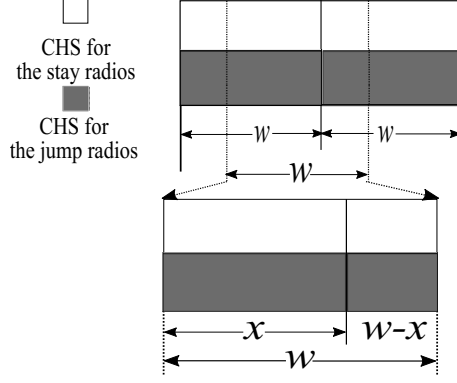 CHS for
the stay radios
CHS for
the jump radios
w w
w
x w-x
w